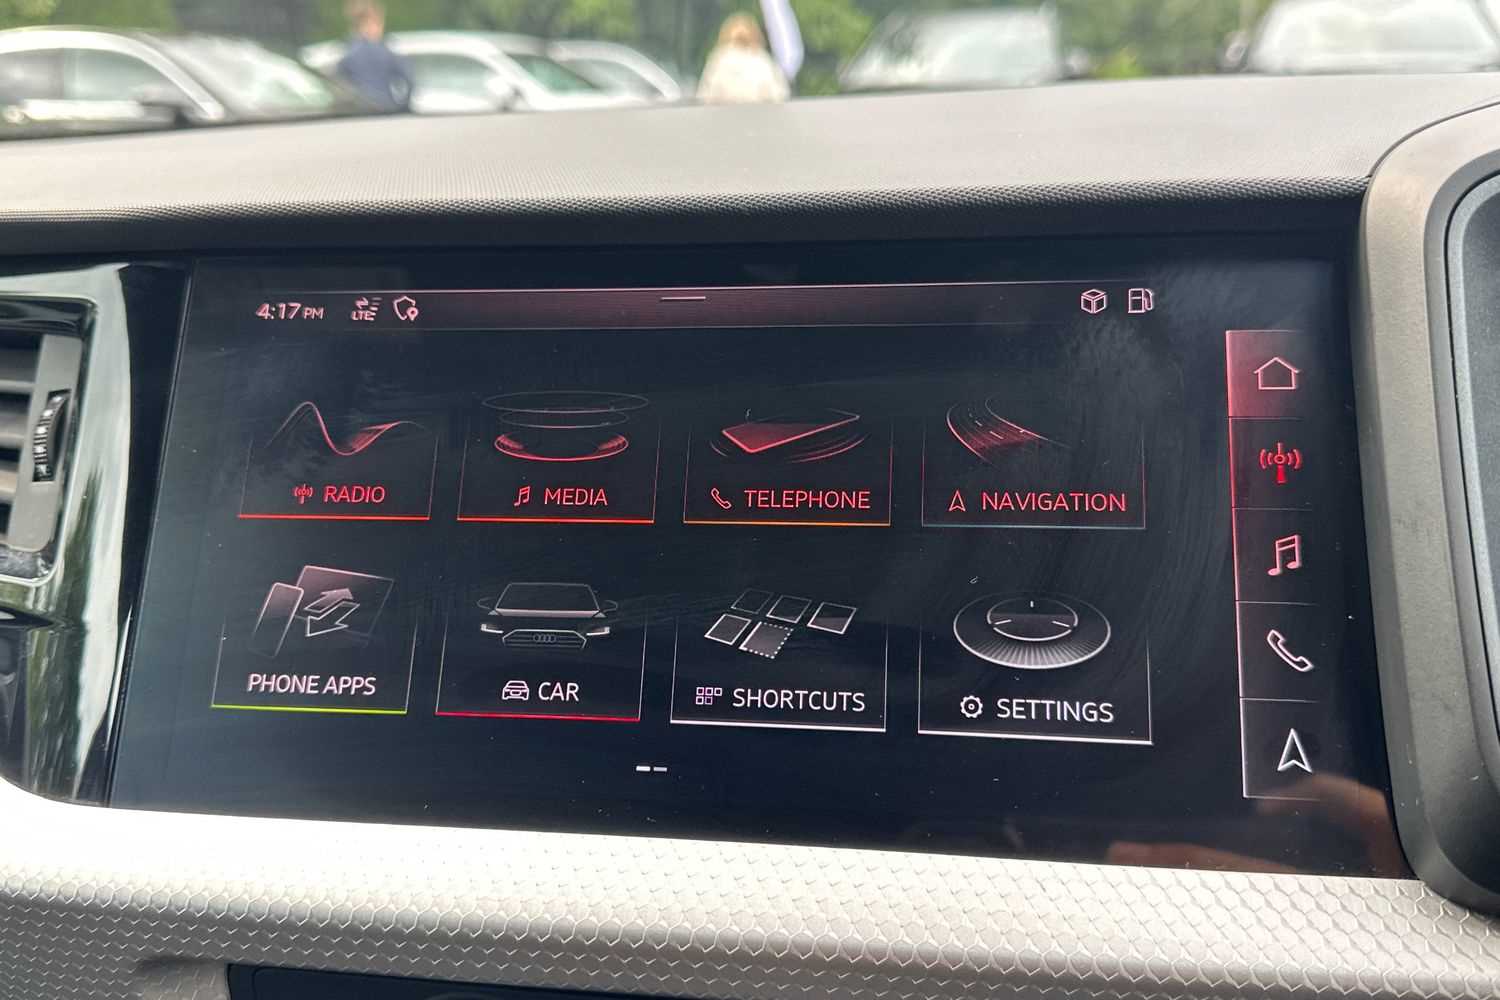 4:17 PM LTE
RADIO MEDIA TELEPHONE NAVIGATION
PHONE APPS CAR SHORTCUTS SETTINGS